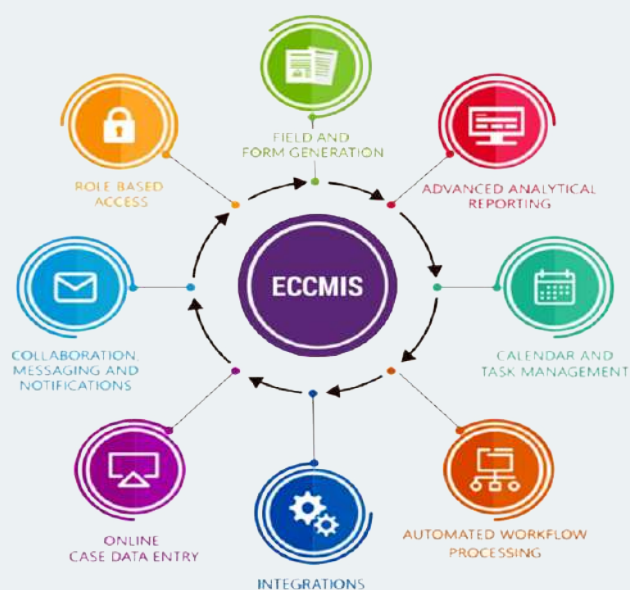 FIELD AND
FORM GENERATION
ROLE BASED
ACCESS
ADVANCED ANALYTICAL
REPORTING
ECCMIS
COLLABORATION,
MESSAGING AND
NOTIFICATIONS
CALENDAR AND
TASK MANAGEMENT
ONLINE
CASE DATA ENTRY
AUTOMATED WORKFLOW
PROCESSING
INTEGRATIONS